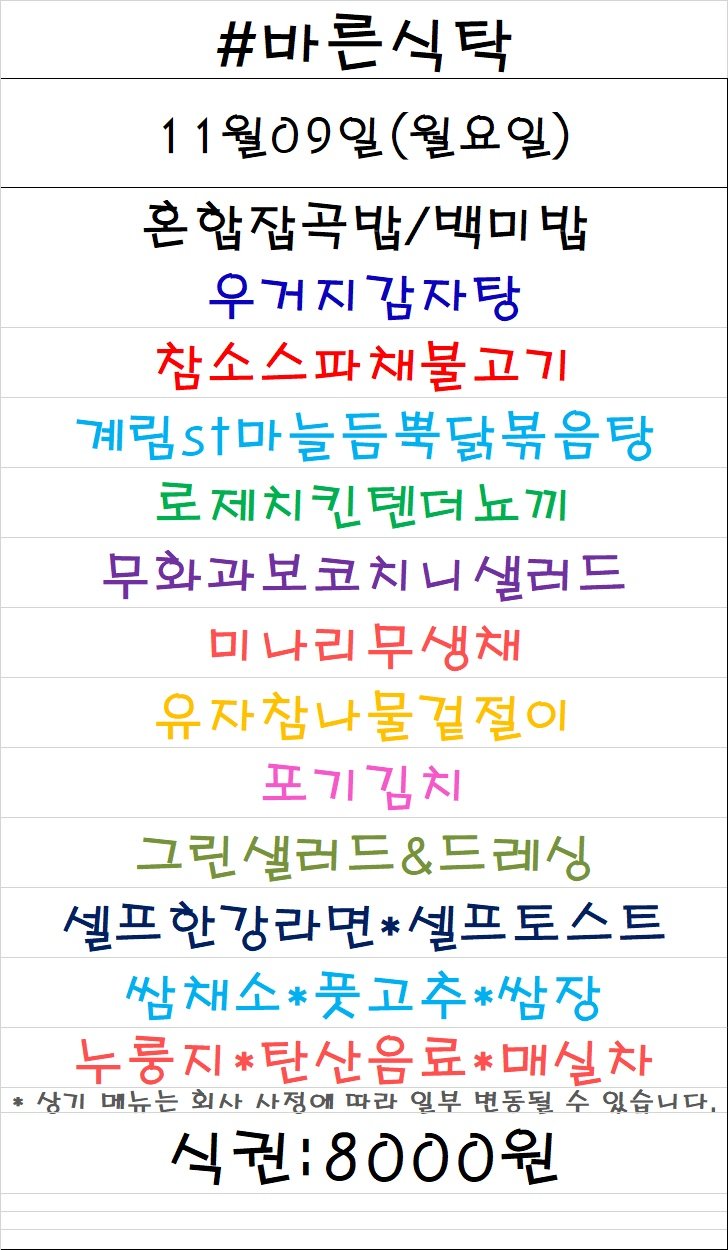 #바른식탁
11월09일(월요일)
혼합잡곡밥/백미밥
우거지감자탕
참소스파채불고기
계림st마늘듬뿍닭볶음탕
로제치킨텐더뇨끼
무화과보코치니샐러드
미나리무생채
유자참나물겉절이
포기김치
그린샐러드&드레싱
셀프한강라면*셀프토스트
쌈채소*풋고추*쌈장
누룽지*탄산음료*매실차
* 상기 메뉴는 회사 사정에 따라 일부 변동될 수 있습니다.
식권:8000원